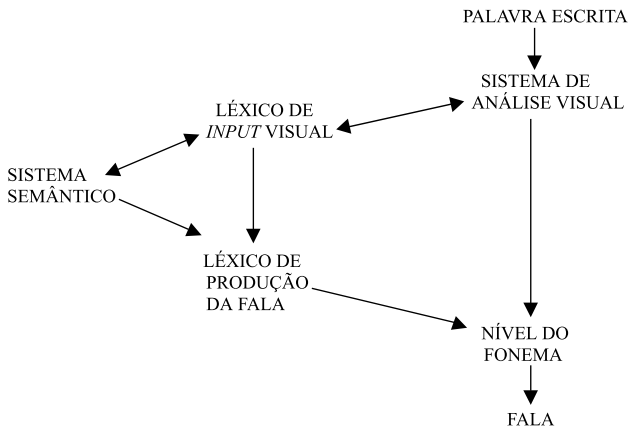 PALAVRA ESCRITA
SISTEMA DE
ANÁLISE VISUAL
LÉXICO DE
INPUT VISUAL
SISTEMA
SEMÂNTICO
LÉXICO DE
PRODUÇÃO
DA FALA
NÍVEL DO
FONEMA
FALA